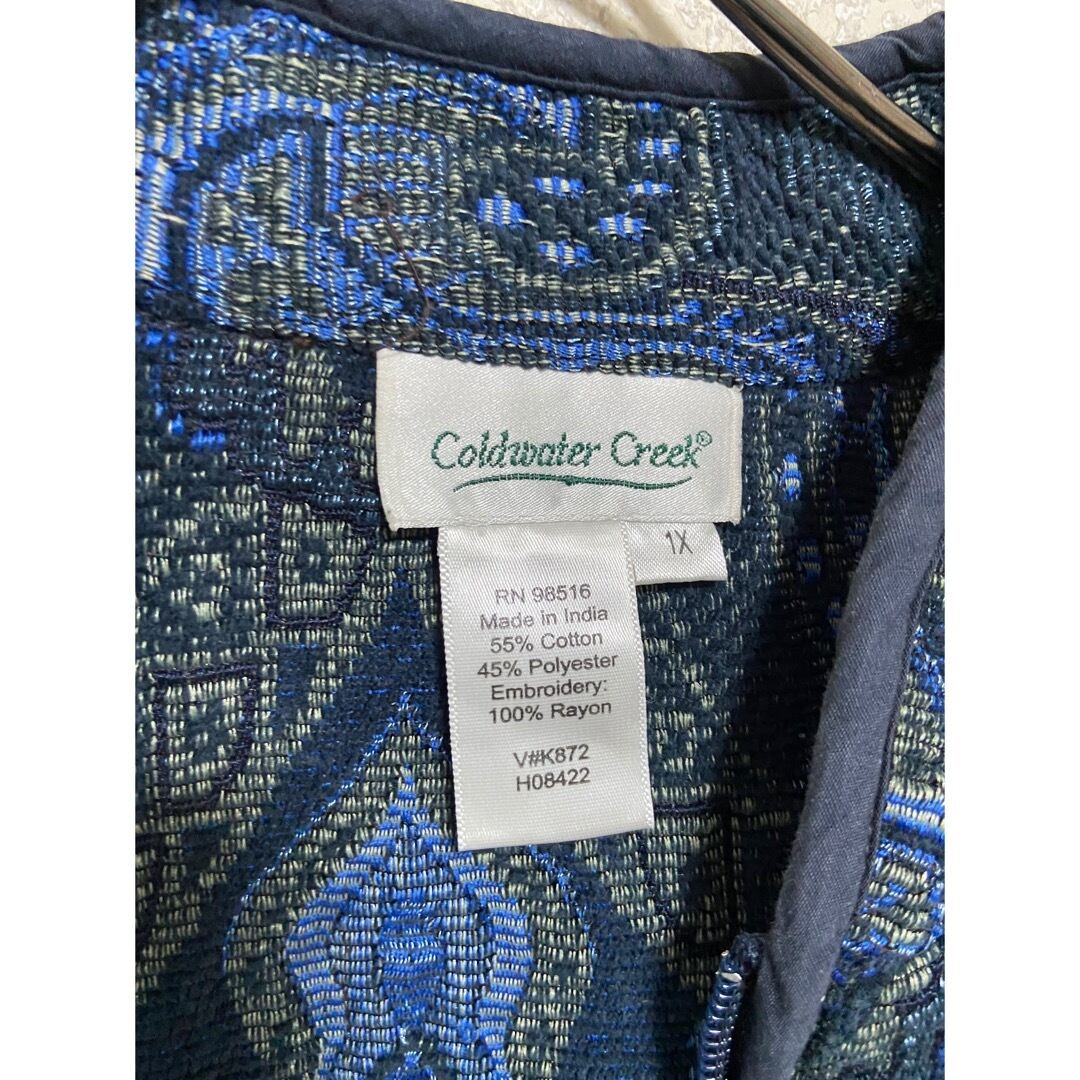 Coldwater Creek®
1X
RN 98516
Made in India
55% Cotton
45% Polyester
Embroidery:
100% Rayon
V#K872
H08422